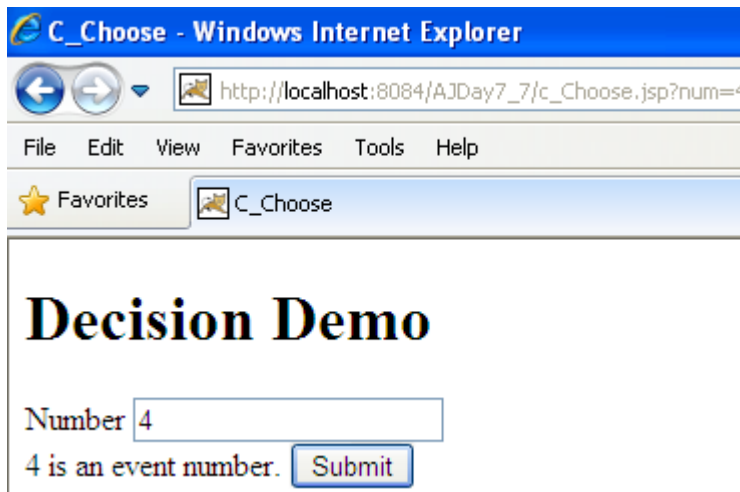 C_Choose - Windows Internet Explorer
http://localhost:8084/AJDay7_7/c_Choose.jsp?num=4
File Edit View Favorites Tools Help
Favorites C_Choose
Decision Demo
Number 4
4 is an event number. Submit